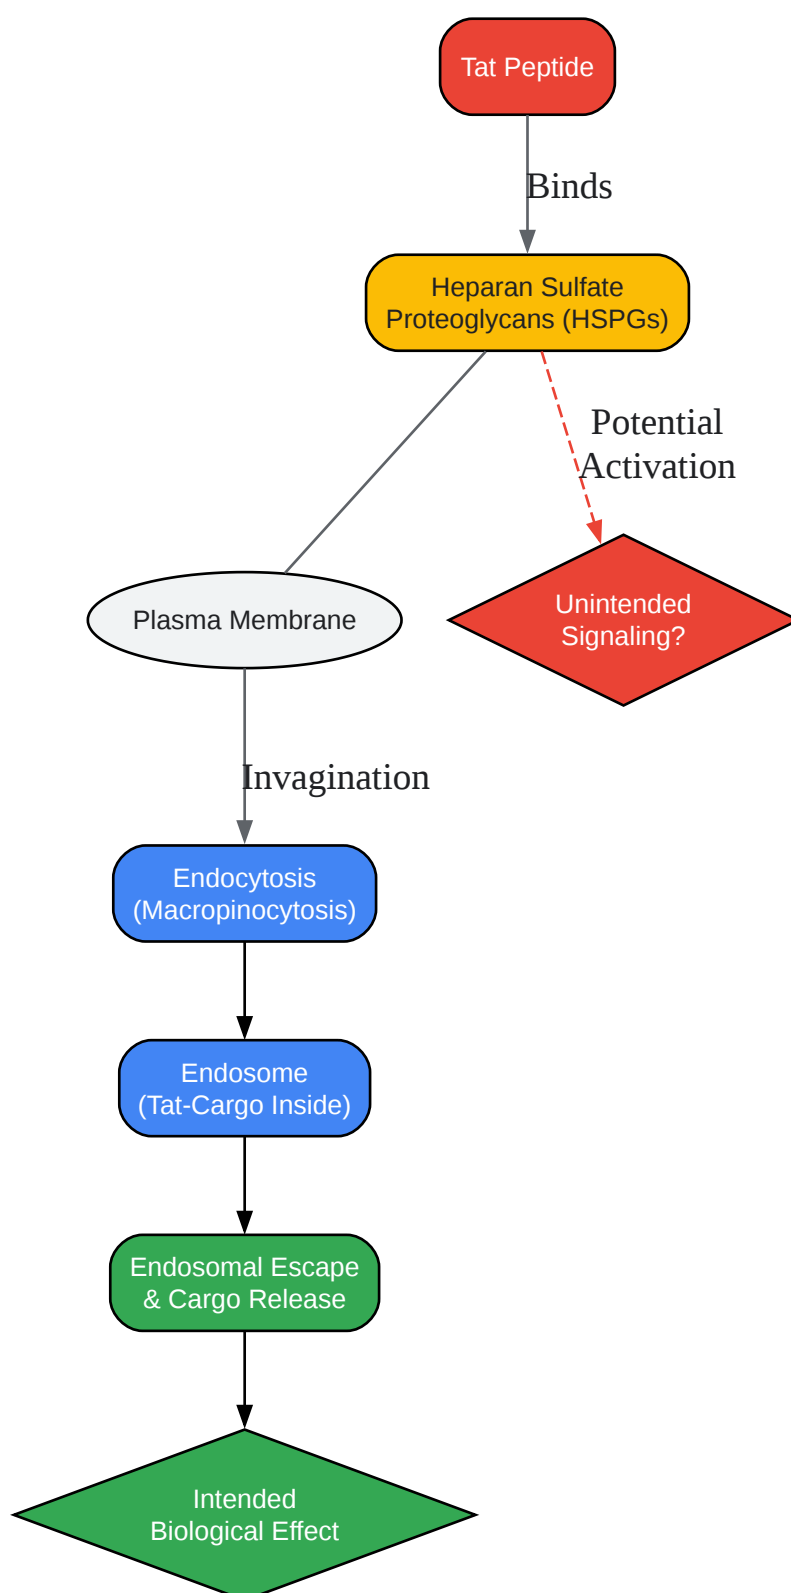 Tat Peptide
Binds
Heparan Sulfate
Proteoglycans (HSPGs)
Potential
Activation
Plasma Membrane
Unintended
Signaling?
Invagination
Endocytosis
(Macropinocytosis)
Endosome
(Tat-Cargo Inside)
Endosomal Escape
& Cargo Release
Intended
Biological Effect